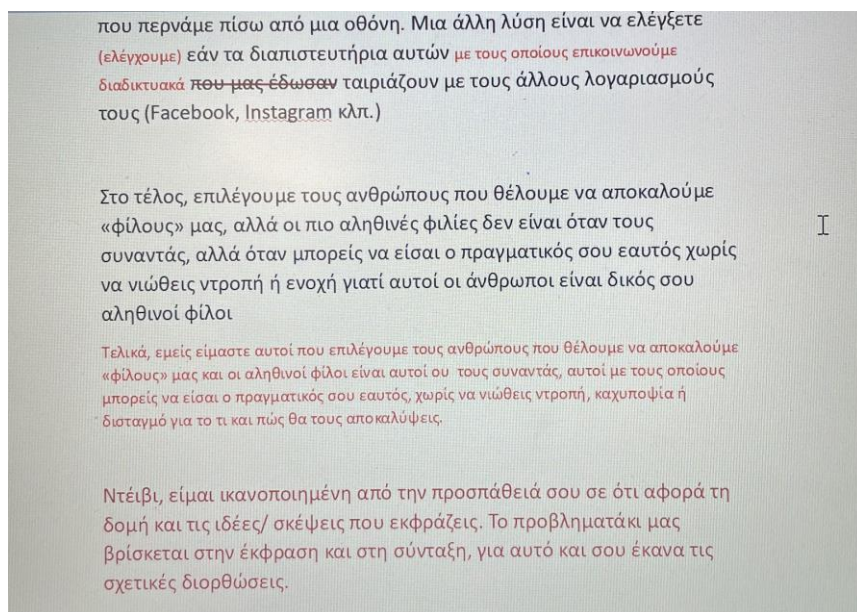 που περνάμε πίσω από μια οθόνη. Μια άλλη λύση είναι να ελέγξετε
(ελέγχουμε) εάν τα διαπιστευτήρια αυτών με τους οποίους επικοινωνούμε
διαδικτυακά που μας έδωσαν ταιριάζουν με τους άλλους λογαριασμούς
τους (Facebook, Instagram κλπ.)
Στο τέλος, επιλέγουμε τους ανθρώπους που θέλουμε να αποκαλούμε
«φίλους» μας, αλλά οι πιο αληθινές φιλίες δεν είναι όταν τους
συναντάς, αλλά όταν μπορείς να είσαι ο πραγματικός σου εαυτός χωρίς
να νιώθεις ντροπή ή ενοχή γιατί αυτοί οι άνθρωποι είναι δικός σου
αληθινοί φίλοι
Τελικά, εμείς είμαστε αυτοί που επιλέγουμε τους ανθρώπους που θέλουμε να αποκαλούμε
«φίλους» μας και οι αληθινοί φίλοι είναι αυτοί ου τους συναντάς, αυτοί με τους οποίους
μπορείς να είσαι ο πραγματικός σου εαυτός, χωρίς να νιώθεις ντροπή, καχυποψία ή
δισταγμό για το τι και πώς θα τους αποκαλύψεις.
Ντέιβι, είμαι ικανοποιημένη από την προσπάθειά σου σε ότι αφορά τη
δομή και τις ιδέες/ σκέψεις που εκφράζεις. Το προβληματάκι μας
βρίσκεται στην έκφραση και στη σύνταξη, για αυτό και σου έκανα τις
σχετικές διορθώσεις.